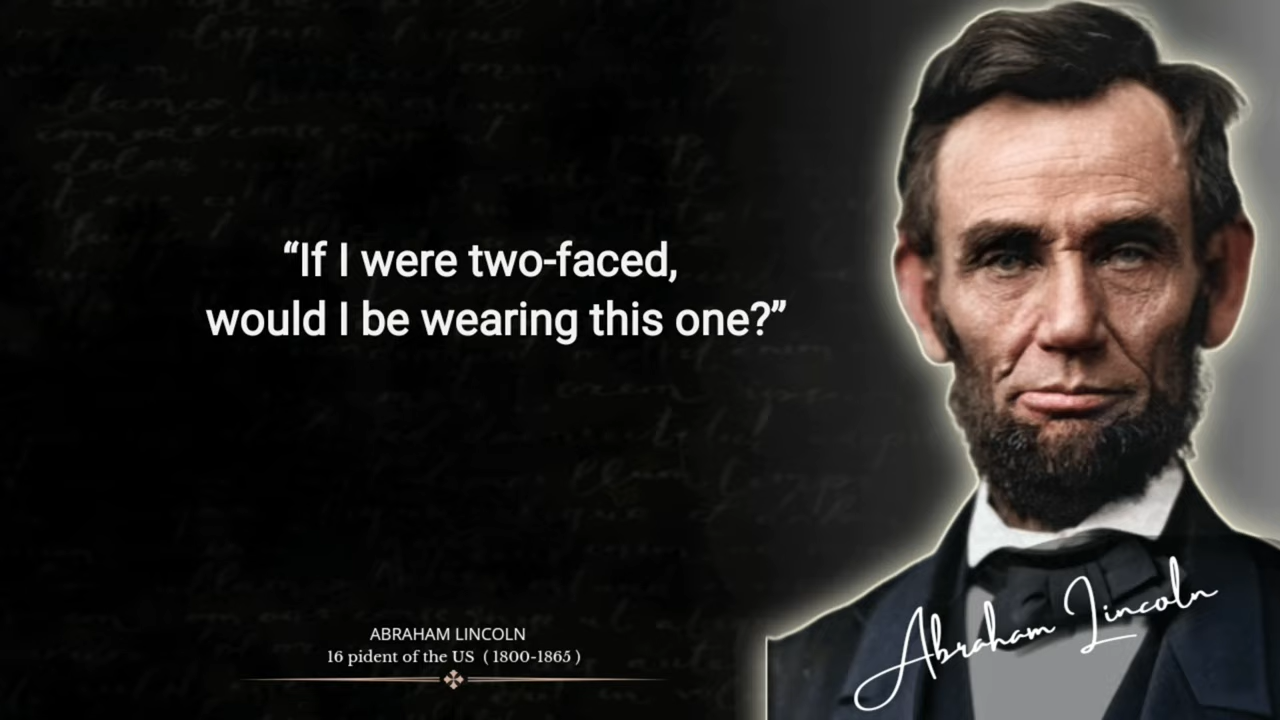 “If I were two-faced,
would I be wearing this one?”
ABRAHAM LINCOLN
16 pident of the US ( 1800-1865 )
Abraham Lincoln